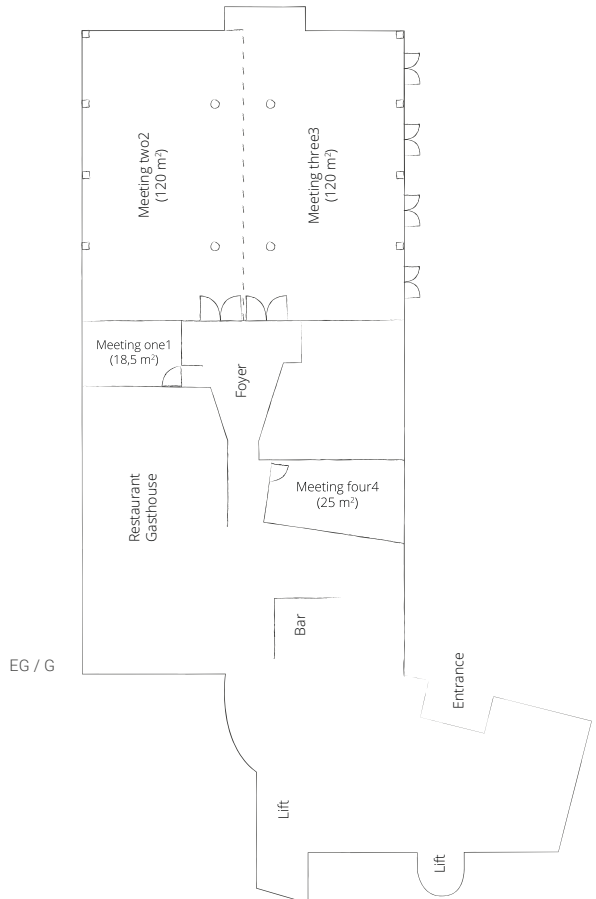 Meeting two2
(120 m²)
Meeting three3
(120 m²)
Meeting one1
(18,5 m²)
Foyer
Restaurant
Gasthouse
Meeting four4
(25 m²)
Bar
EG / G
Entrance
Lift
Lift